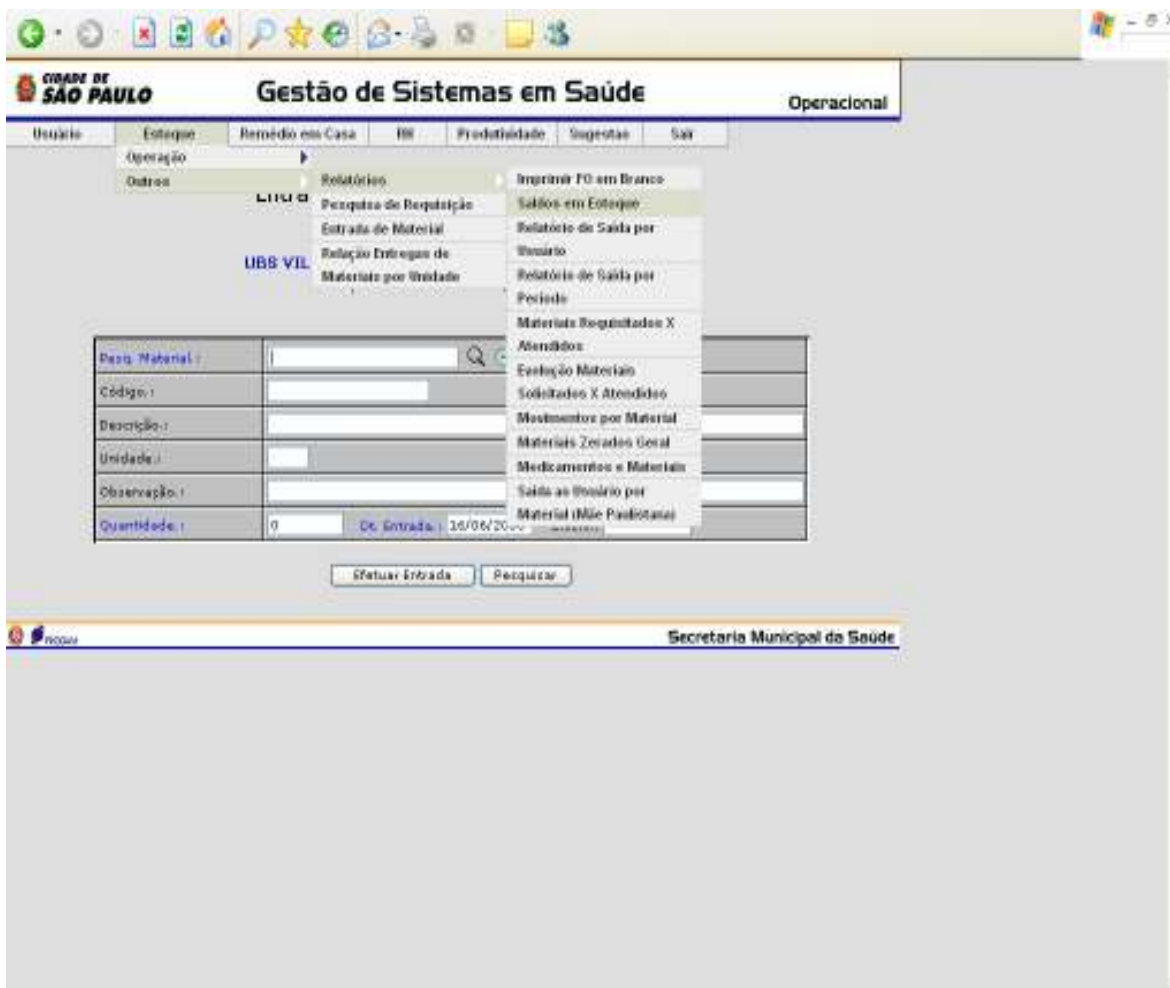 CIDADE DE
SÃO PAULO
Gestão de Sistemas em Saúde
Operacional
Usuário Estoque Remédio em Casa RH Produtividade Sugestao Sair
Operação
Outros
Relatórios
Pesquisa de Requisição
Entrada de Material
Relação Entregas de
Materiais por Unidade
Imprimir FO em Branco
Saldos em Estoque
Relatório de Saída por
Usuário
Relatório de Saída por
Período
Materiais Requisitados X
Atendidos
Evolução Materiais
Solicitados X Atendidos
Movimentos por Material
Materiais Zerados Geral
Medicamentos e Materiais
Saída ao Usuário por
Material (Mãe Paulistana)
UBS VIL
Pesq. Material :
Código. :
Descrição.:
Unidade.:
Observação. :
Quantidade. : 0 Dt. Entrada. :
Efetuar Entrada Pesquisar
Secretaria Municipal da Saúde